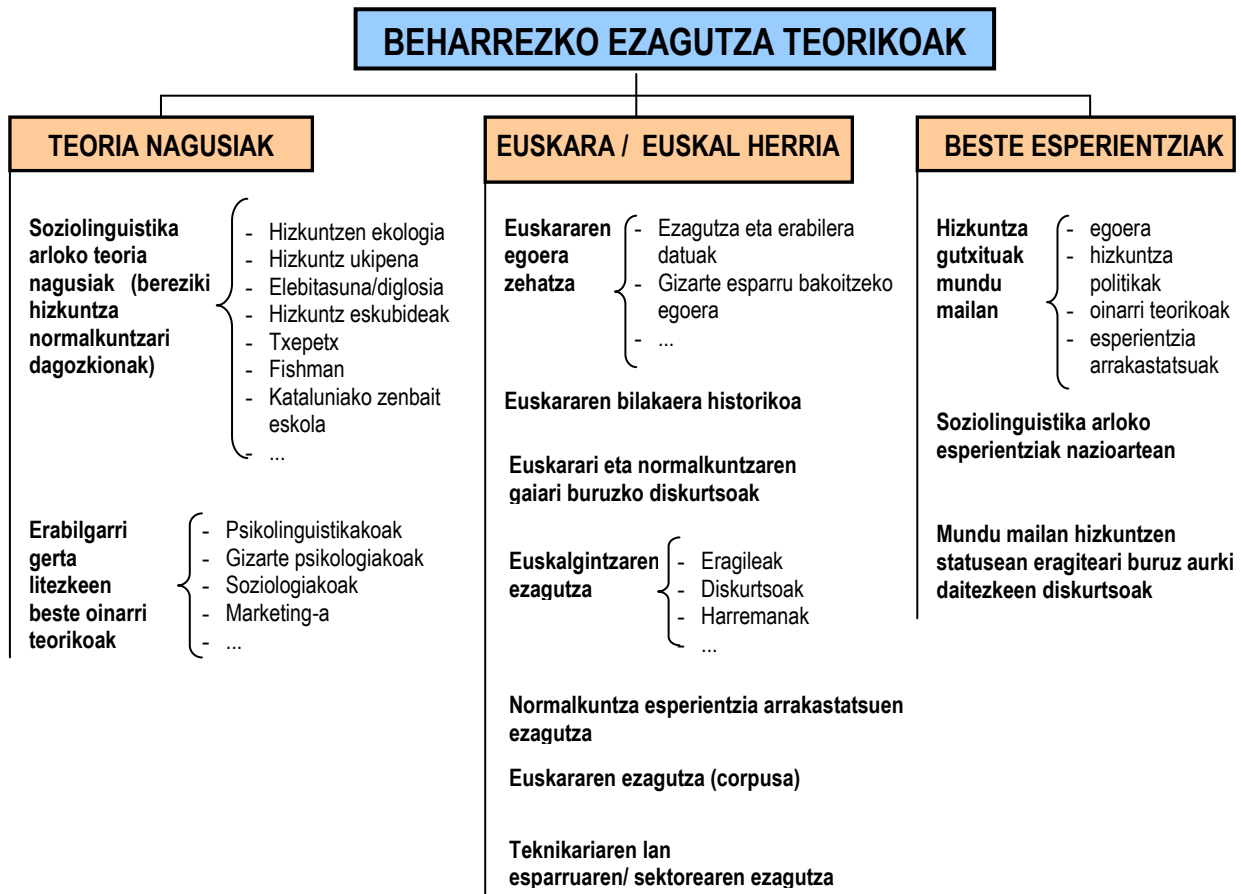 BEHARREZKO EZAGUTZA TEORIKOAK
TEORIA NAGUSIAK
Soziolinguistika
arloko teoria
nagusiak (bereziki
hizkuntza
normalkuntzari
dagozkionak)
- Hizkuntzen ekologia
- Hizkuntz ukipena
- Elebitasuna/diglosia
- Hizkuntz eskubideak
- Txepetx
- Fishman
- Kataluniako zenbait
eskola
- ...
Erabilgarri
gerta
litezkeen
beste oinarri
teorikoak
- Psikolinguistikakoak
- Gizarte psikologiakoak
- Soziologiakoak
- Marketing-a
- ...
EUSKARA / EUSKAL HERRIA
Euskararen
egoera
zehatza
- Ezagutza eta erabilera
datuak
- Gizarte esparru bakoitzeko
egoera
- ...
Euskararen bilakaera historikoa
Euskarari eta normalkuntzaren
gaiari buruzko diskurtsoak
Euskalgintzaren
ezagutza
- Eragileak
- Diskurtsoak
- Harremanak
- ...
Normalkuntza esperientzia arrakastatsuen
ezagutza
Euskararen ezagutza (corpusa)
Teknikariaren lan
esparruaren/ sektorearen ezagutza
BESTE ESPERIENTZIAK
Hizkuntza
gutxituak
mundu
mailan
- egoera
- hizkuntza
politikak
- oinarri teorikoak
- esperientzia
arrakastatsuak
Soziolinguistika arloko
esperientziak nazioartean
Mundu mailan hizkuntzen
statusean eragiteari buruz aurki
daitezkeen diskurtsoak